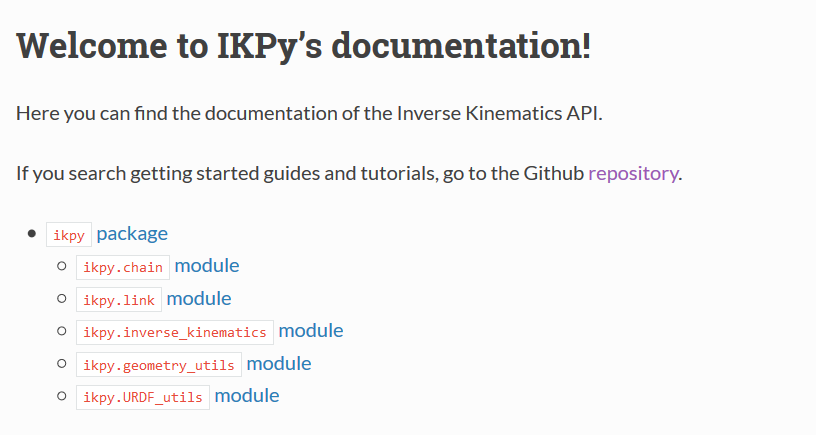 Welcome to IKPy’s documentation!
Here you can find the documentation of the Inverse Kinematics API.
If you search getting started guides and tutorials, go to the Github repository.
ikpy package
ikpy.chain module
ikpy.link module
ikpy.inverse_kinematics module
ikpy.geometry_utils module
ikpy.URDF_utils module